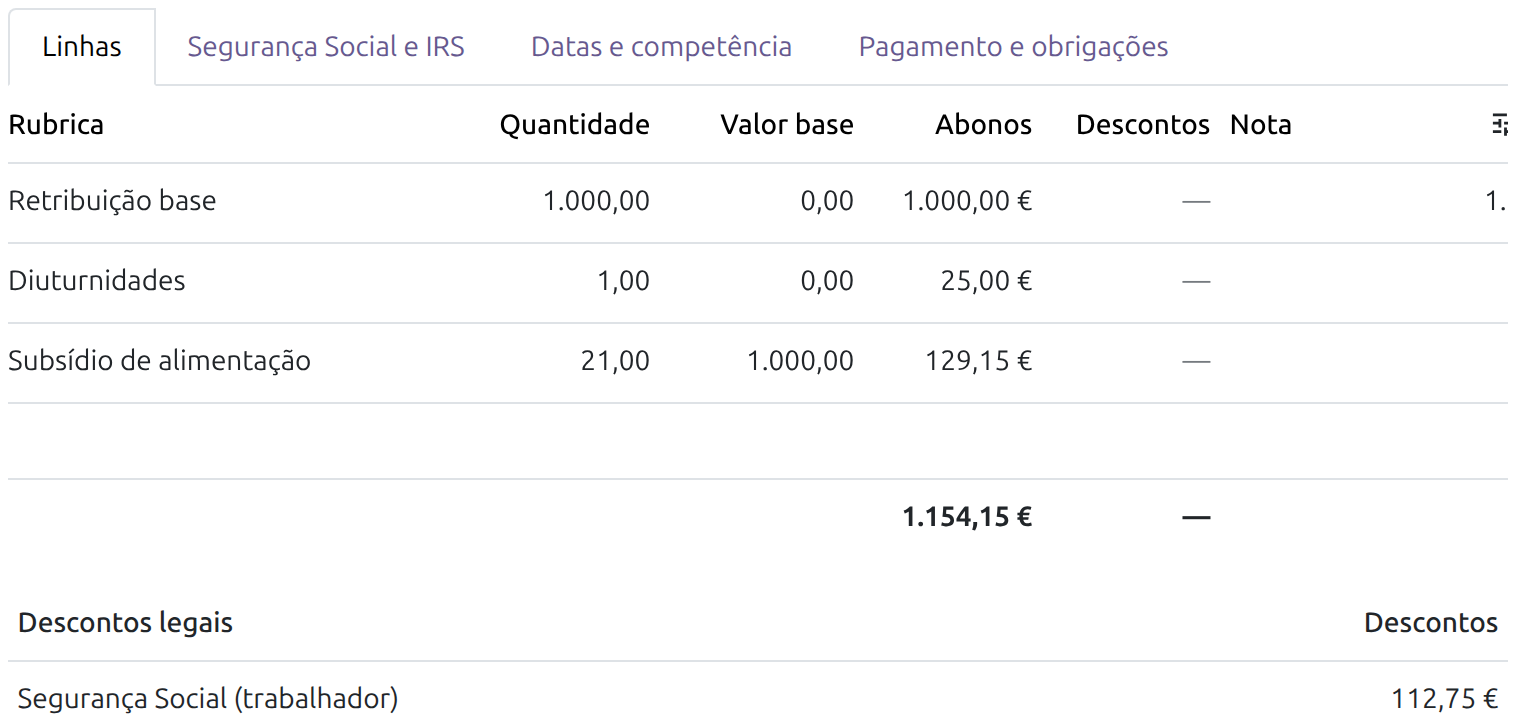 Linhas Segurança Social e IRS Datas e competência Pagamento e obrigações
Rubrica Quantidade Valor base Abonos Descontos Nota
Retribuição base 1.000,00 0,00 1.000,00 € — 1.
Diuturnidades 1,00 0,00 25,00 € —
Subsídio de alimentação 21,00 1.000,00 129,15 € —
1.154,15 € —
Descontos legais Descontos
Segurança Social (trabalhador) 112,75 €